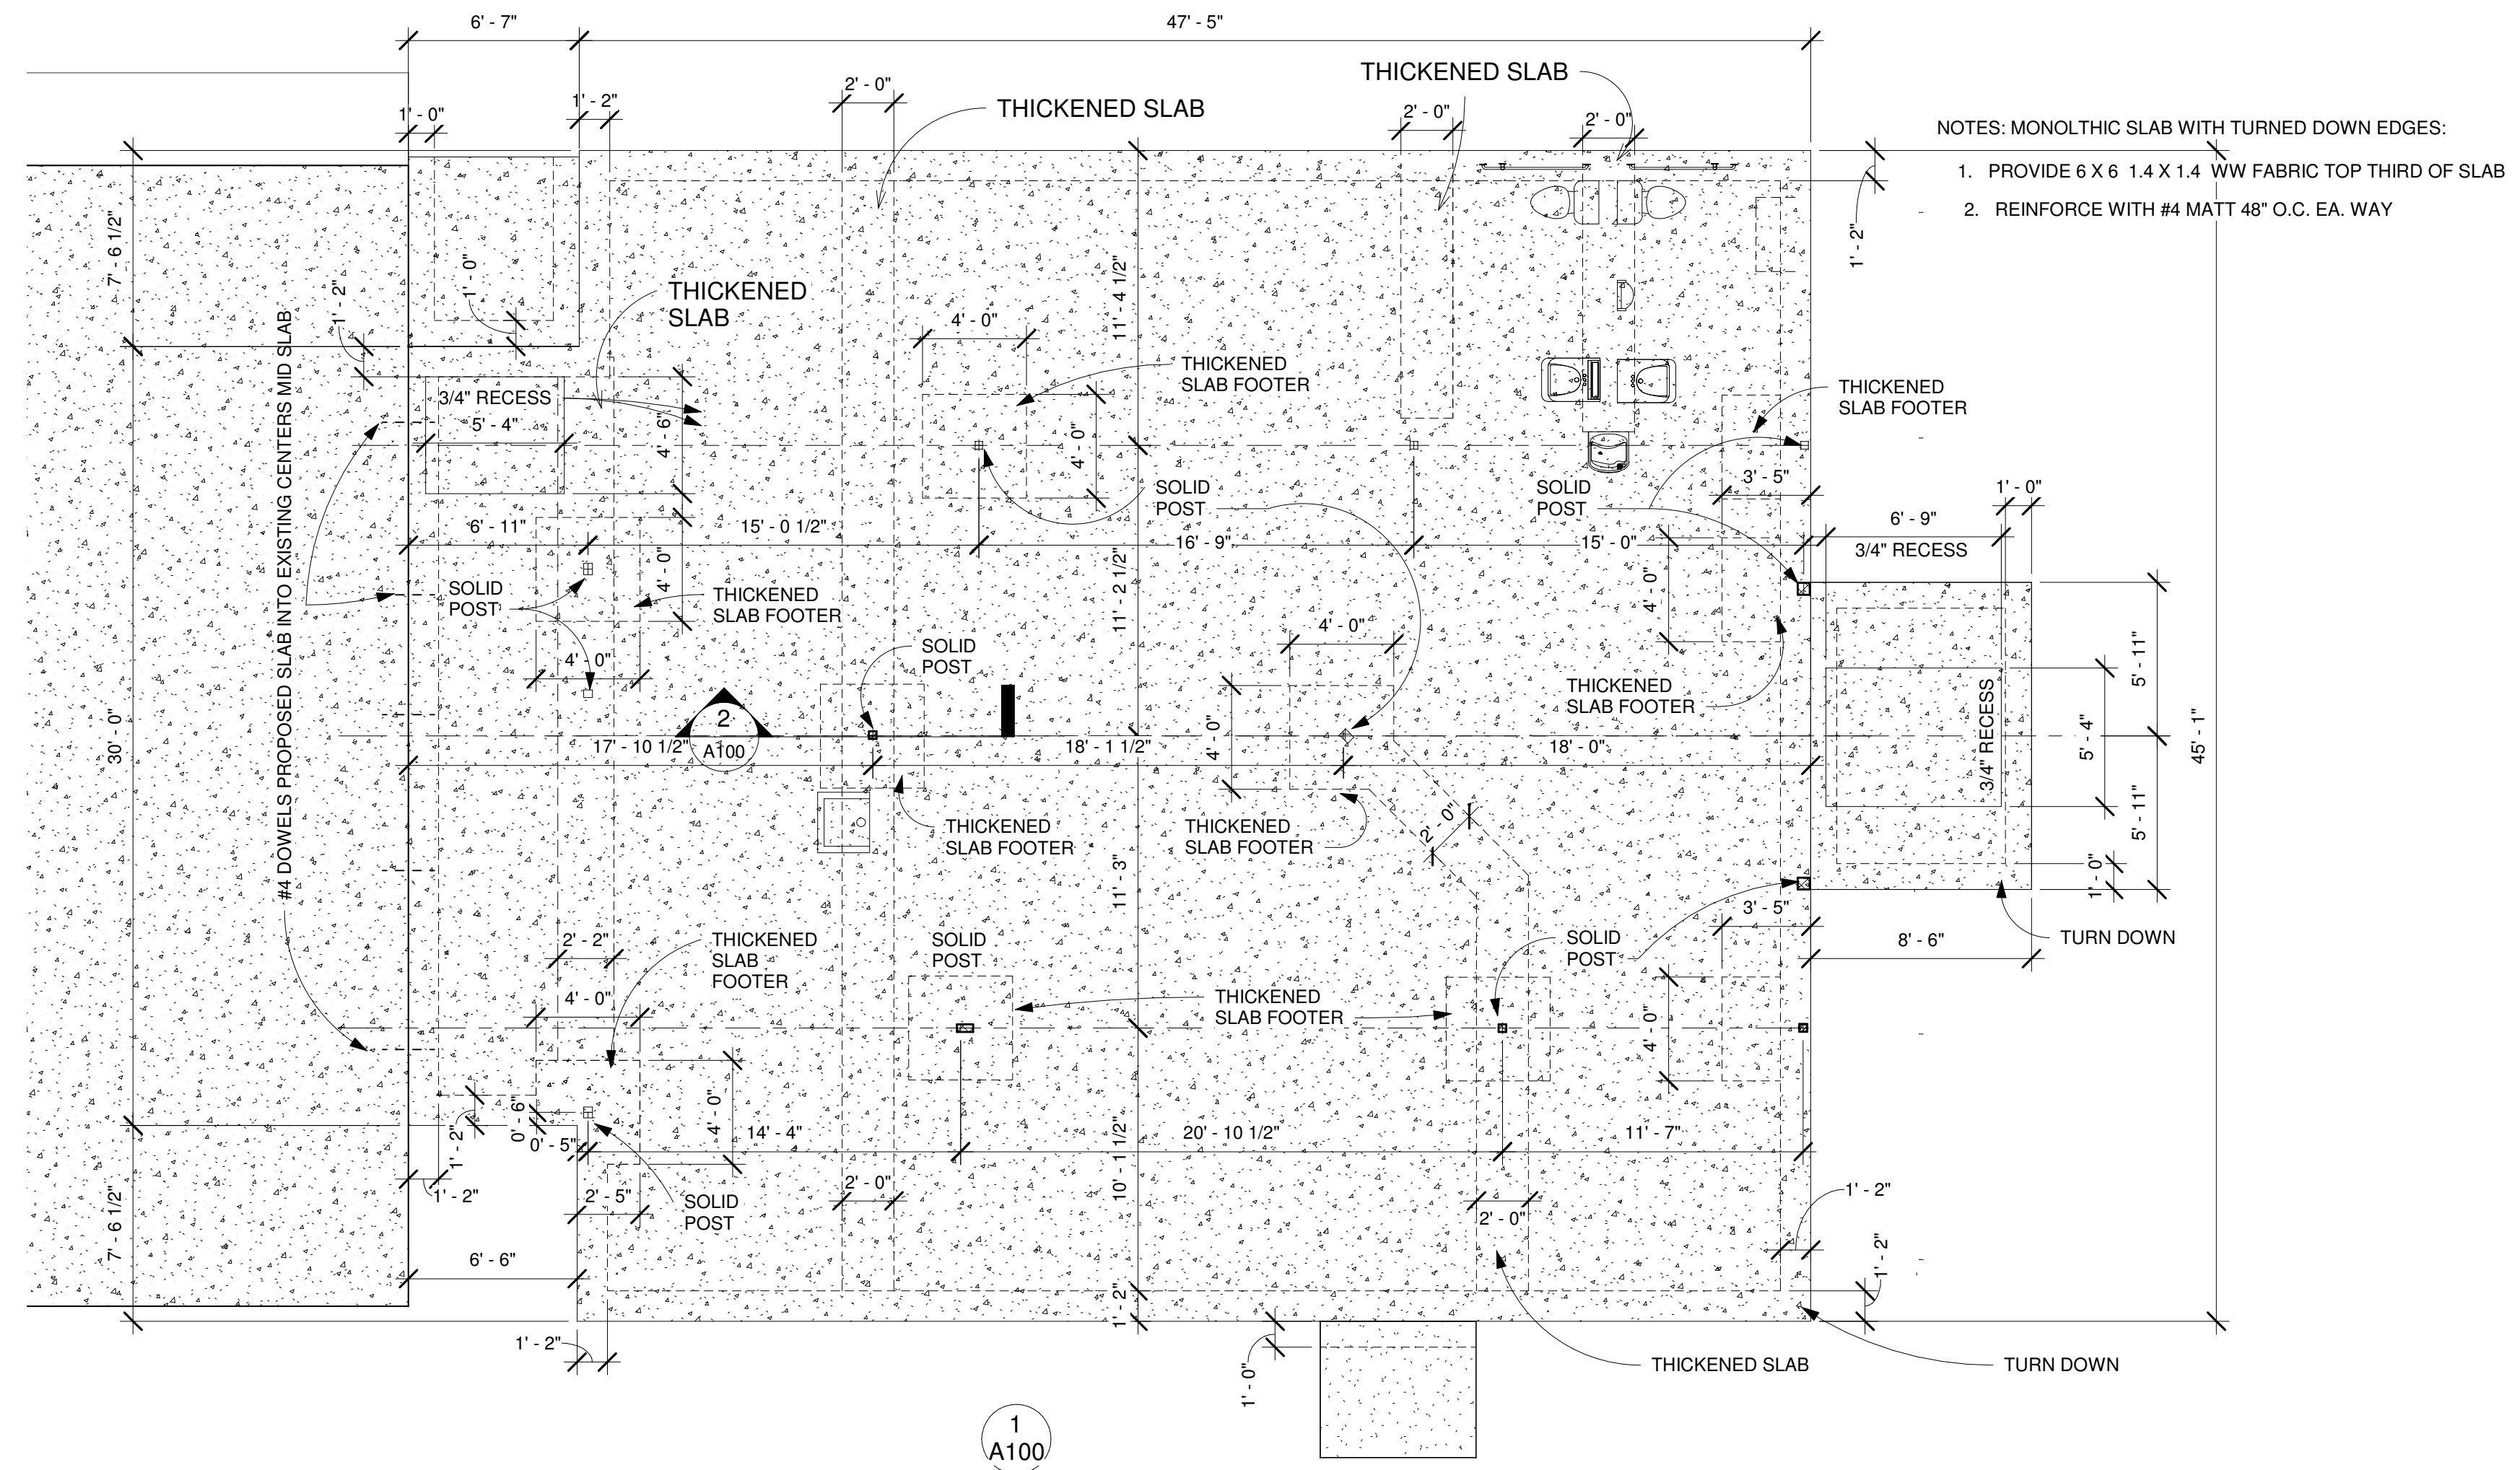 6' - 7"
47' - 5"
THICKENED SLAB
THICKENED SLAB
1' - 0"
1' - 2"
2' - 0"
2' - 0"
2' - 0"
NOTES: MONOLTHIC SLAB WITH TURNED DOWN EDGES:
1. PROVIDE 6 X 6 1.4 X 1.4 WW FABRIC TOP THIRD OF SLAB
2. REINFORCE WITH #4 MATT 48" O.C. EA. WAY
7' - 6 1/2"
1' - 2"
1' - 0"
1' - 2"
11' - 4 1/2"
THICKENED
SLAB
4' - 0"
THICKENED
SLAB FOOTER
THICKENED
SLAB FOOTER
3/4" RECESS
5' - 4"
4' - 6"
4' - 0"
SOLID
POST
SOLID
POST
3' - 5"
1' - 0"
6' - 11"
15' - 0 1/2"
16' - 9"
15' - 0"
6' - 9"
3/4" RECESS
#4 DOWELS PROPOSED SLAB INTO EXISTING CENTERS MID SLAB
SOLID
POST
4' - 0"
THICKENED
SLAB FOOTER
11' - 2 1/2"
4' - 0"
4' - 0"
SOLID
POST
4' - 0"
THICKENED
SLAB FOOTER
5' - 11"
30' - 0"
2
A100
17' - 10 1/2"
18' - 1 1/2"
4' - 0"
18' - 0"
3/4" RECESS
5' - 4"
45' - 1"
THICKENED
SLAB FOOTER
THICKENED
SLAB FOOTER
2' - 0"
5' - 11"
11' - 3"
1' - 0"
3' - 5"
2' - 2"
THICKENED
SLAB
FOOTER
SOLID
POST
SOLID
POST
8' - 6"
TURN DOWN
4' - 0"
THICKENED
SLAB FOOTER
4' - 0"
1' - 2"
0' - 6"
0' - 5"
4' - 0"
14' - 4"
10' - 1 1/2"
20' - 10 1/2"
11' - 7"
1' - 2"
2' - 5"
SOLID
POST
2' - 0"
2' - 0"
1' - 2"
7' - 6 1/2"
6' - 6"
1' - 2"
1' - 2"
1' - 2"
1' - 0"
THICKENED SLAB
TURN DOWN
1
A100